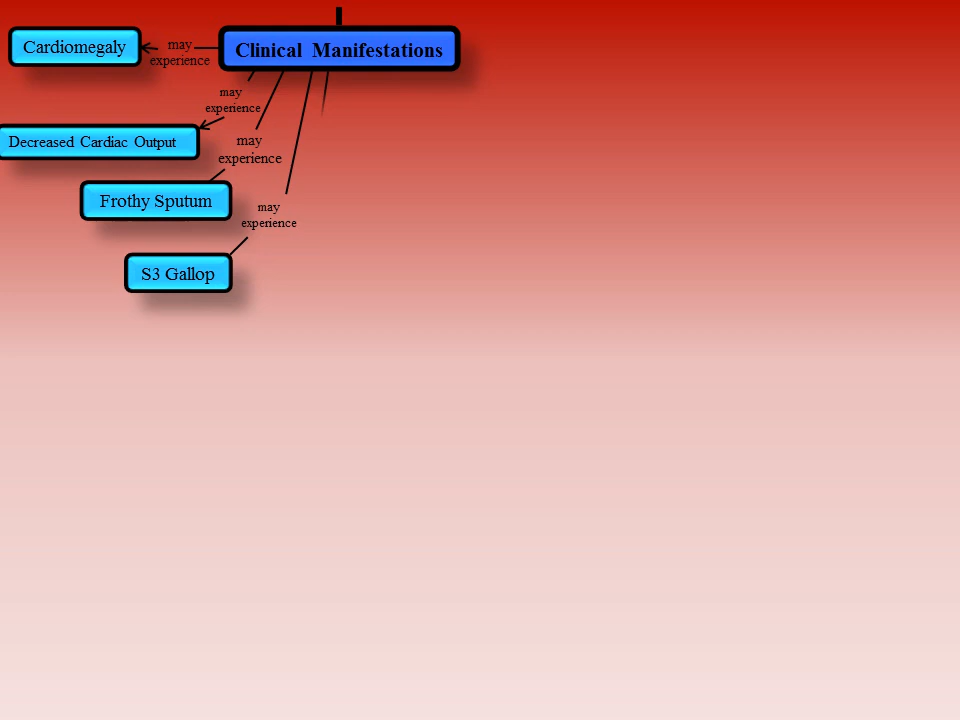 Clinical Manifestations
Cardiomegaly
may
experience
may
experience
Decreased Cardiac Output
may
experience
Frothy Sputum
may
experience
S3 Gallop